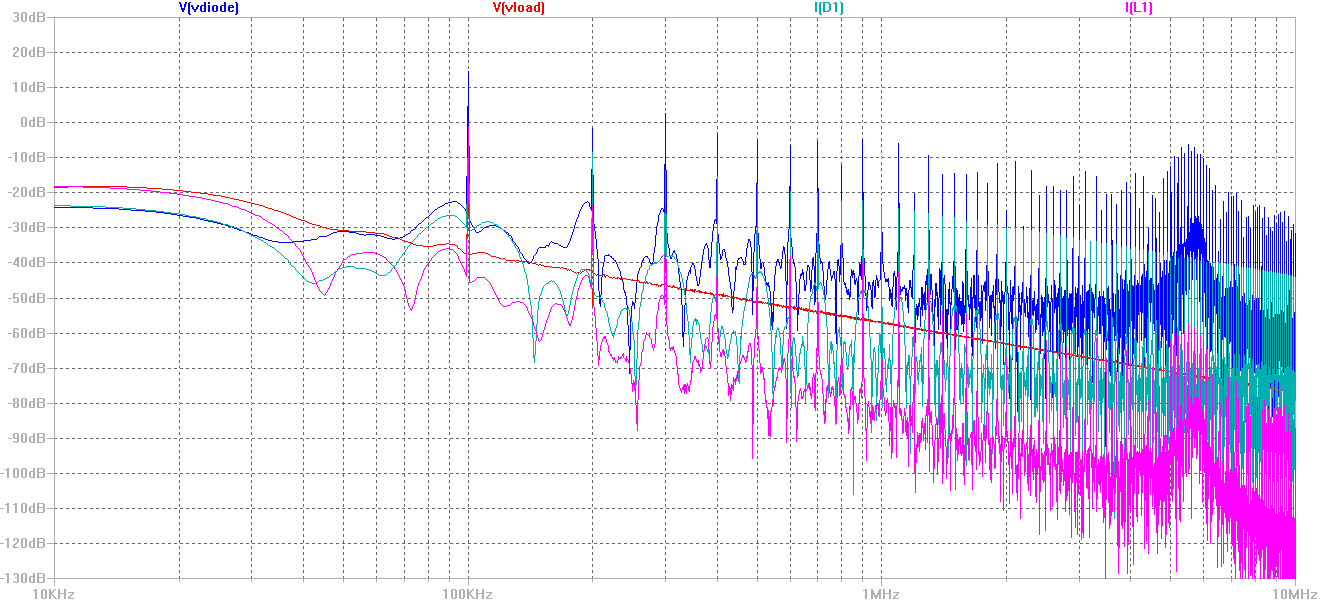 V(vdiode) V(vload) I(D1) I(L1)
30dB
20dB
10dB
0dB
-10dB
-20dB
-30dB
-40dB
-50dB
-60dB
-70dB
-80dB
-90dB
-100dB
-110dB
-120dB
-130dB
10KHz 100KHz 1MHz 10MHz